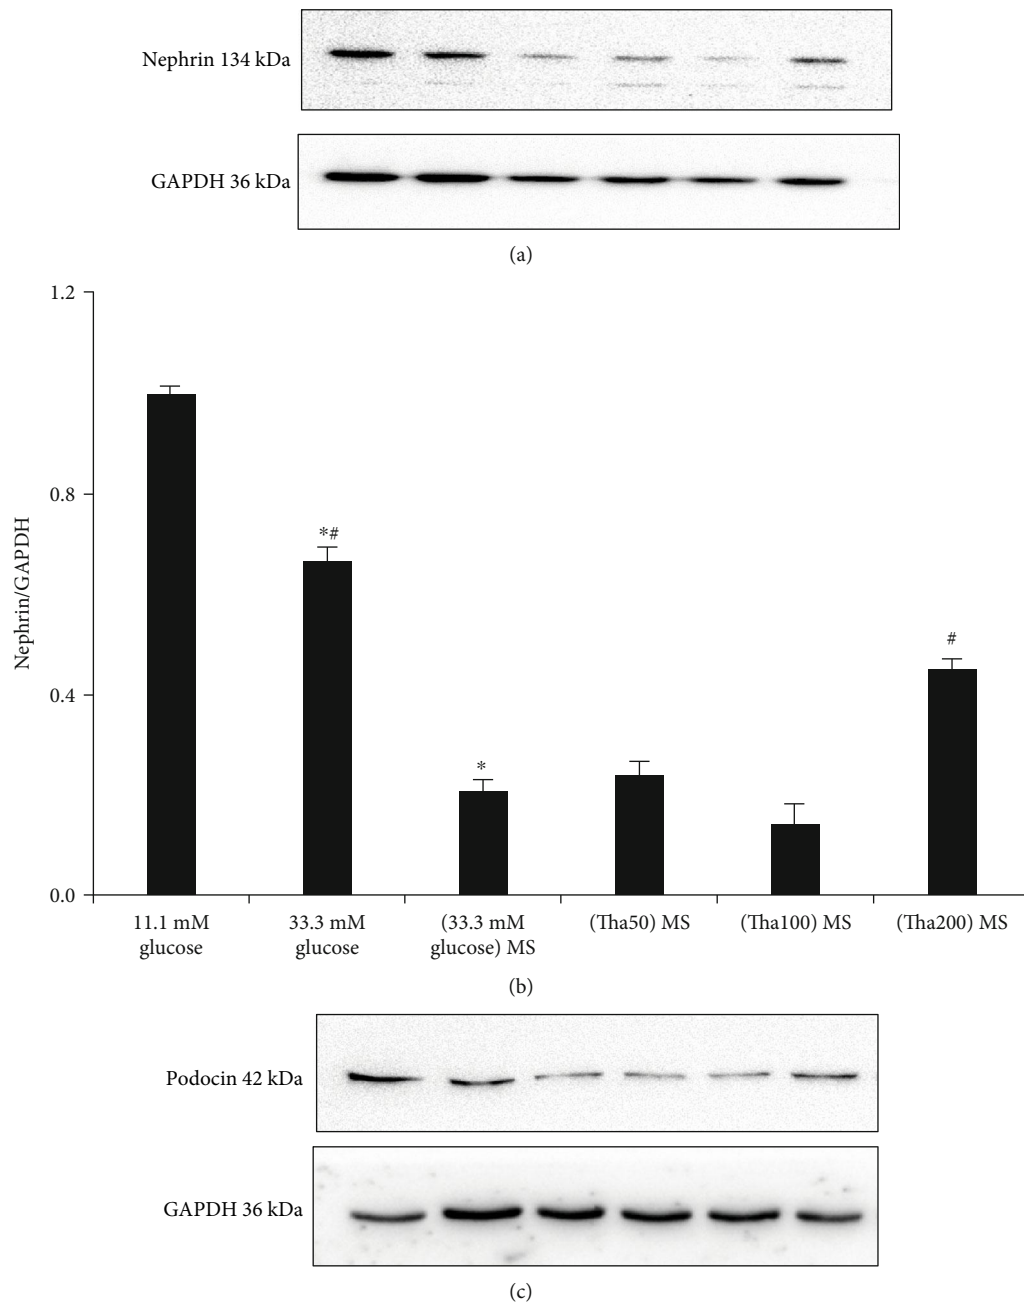 Nephrin 134 kDa
GAPDH 36 kDa
(a)
1.2
0.8
0.4
0.0
Nephrin/GAPDH
*#
*
#
11.1 mM
glucose
33.3 mM
glucose
(33.3 mM
glucose) MS
(Tha50) MS
(Tha100) MS
(Tha200) MS
(b)
Podocin 42 kDa
GAPDH 36 kDa
(c)